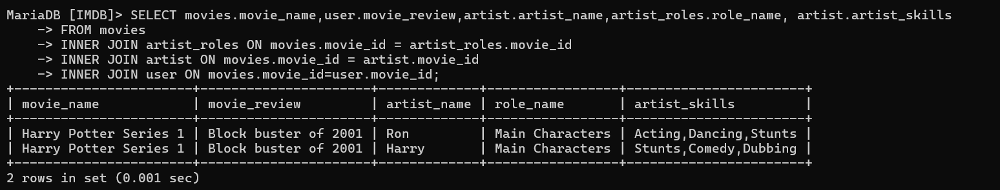 MariaDB [IMDB]> SELECT movies.movie_name,user.movie_review,artist.artist_name,artist_roles.role_name, artist.artist_skills
    -> FROM movies
    -> INNER JOIN artist_roles ON movies.movie_id = artist_roles.movie_id
    -> INNER JOIN artist ON movies.movie_id = artist.movie_id
    -> INNER JOIN user ON movies.movie_id=user.movie_id;
+-----------------------+----------------------+-------------+-----------------+-----------------------+
| movie_name            | movie_review         | artist_name | role_name       | artist_skills         |
+-----------------------+----------------------+-------------+-----------------+-----------------------+
| Harry Potter Series 1 | Block buster of 2001 | Ron         | Main Characters | Acting,Dancing,Stunts |
| Harry Potter Series 1 | Block buster of 2001 | Harry       | Main Characters | Stunts,Comedy,Dubbing |
+-----------------------+----------------------+-------------+-----------------+-----------------------+
2 rows in set (0.001 sec)